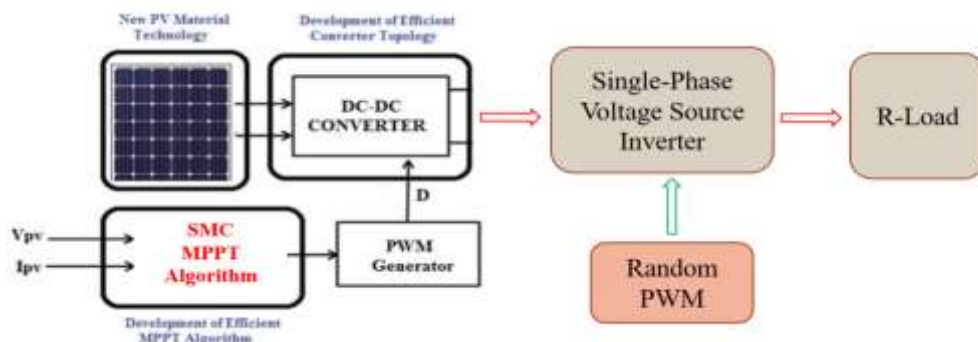 New PV Material
Technology
Development of Efficient
Converter Topology
DC-DC
CONVERTER
Single-Phase
Voltage Source
Inverter
R-Load
D
Vpv
Ipv
SMC
MPPT
Algorithm
PWM
Generator
Random
PWM
Development of Efficient
MPPT Algorithm